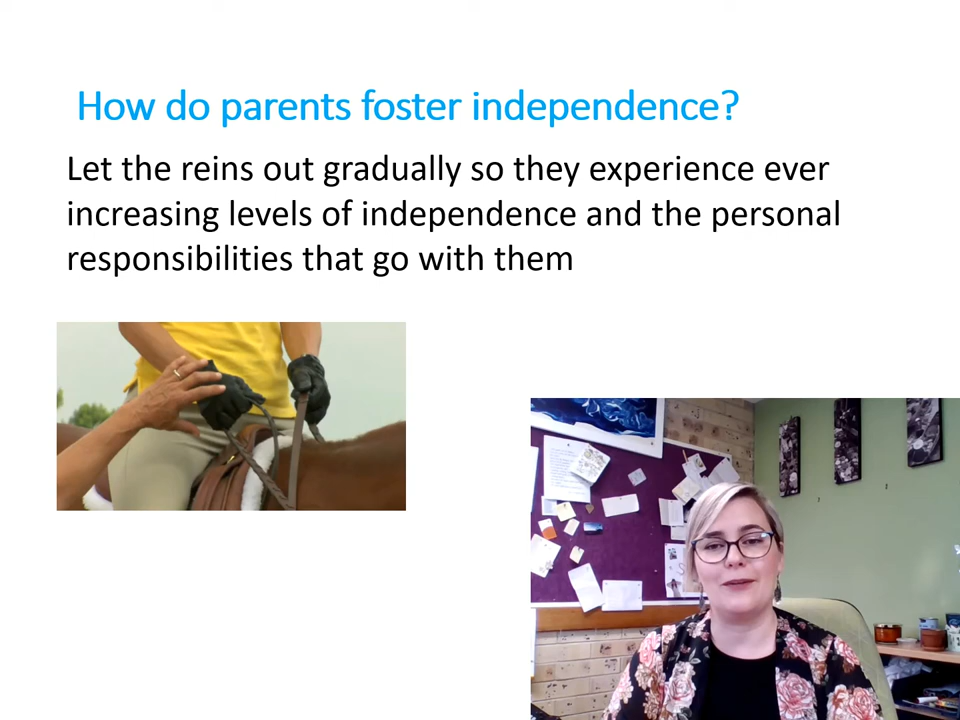 How do parents foster independence?
Let the reins out gradually so they experience ever
increasing levels of independence and the personal
responsibilities that go with them